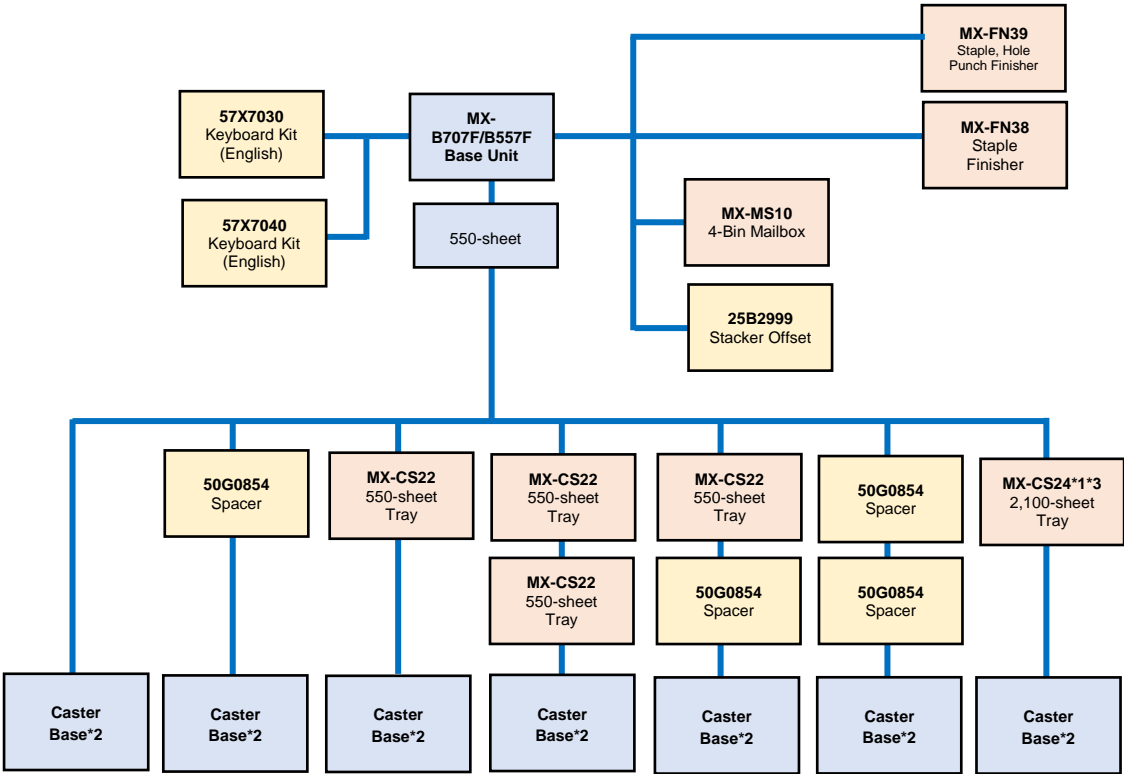 MX-FN39
Staple, Hole
Punch Finisher
57X7030
Keyboard Kit
(English)
MX-
B707F/B557F
Base Unit
MX-FN38
Staple
Finisher
57X7040
Keyboard Kit
(English)
550-sheet
MX-MS10
4-Bin Mailbox
25B2999
Stacker Offset
50G0854
Spacer
MX-CS22
550-sheet
Tray
MX-CS22
550-sheet
Tray
MX-CS22
550-sheet
Tray
50G0854
Spacer
MX-CS24*1*3
2,100-sheet
Tray
MX-CS22
550-sheet
Tray
50G0854
Spacer
50G0854
Spacer
Caster
Base*2
Caster
Base*2
Caster
Base*2
Caster
Base*2
Caster
Base*2
Caster
Base*2
Caster
Base*2